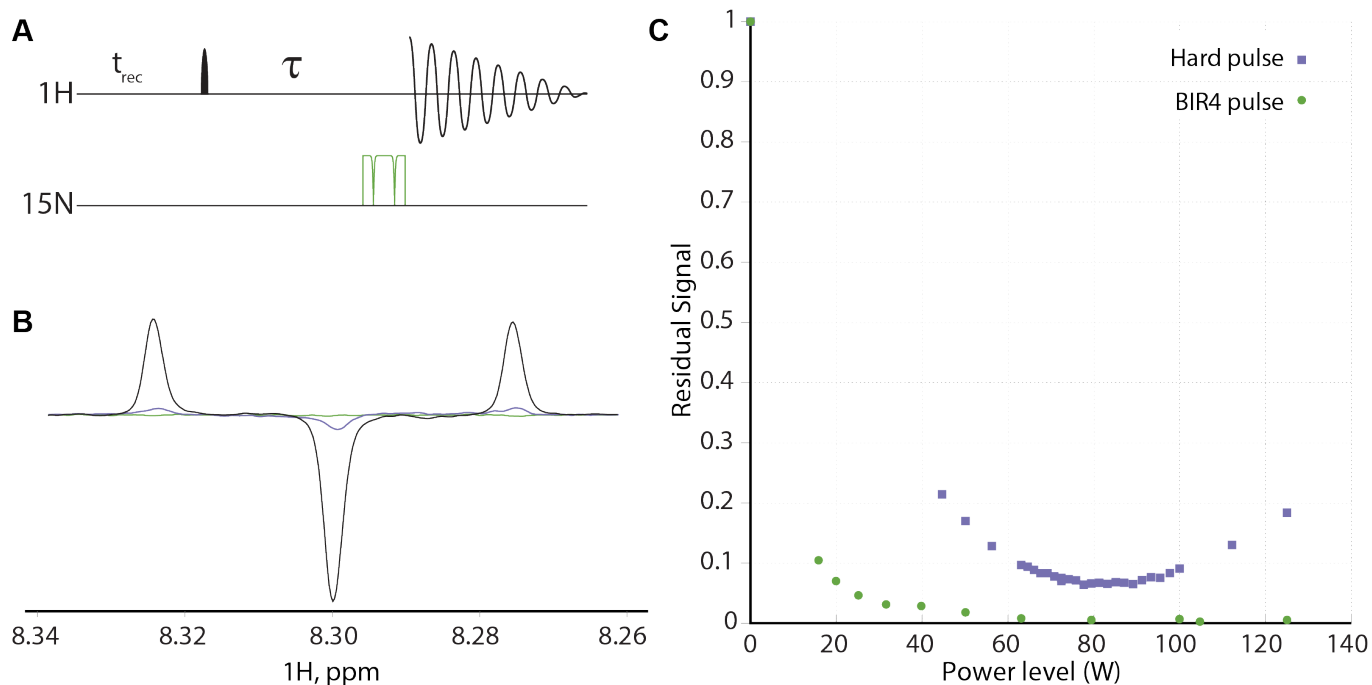 A
t rec
τ
1H
15N
B
8.34 8.32 8.30 8.28 8.26
1H, ppm
C
Hard pulse
BIR4 pulse
1
0.9
0.8
0.7
0.6
0.5
0.4
0.3
0.2
0.1
0
Residual Signal
0 20 40 60 80 100 120 140
Power level (W)